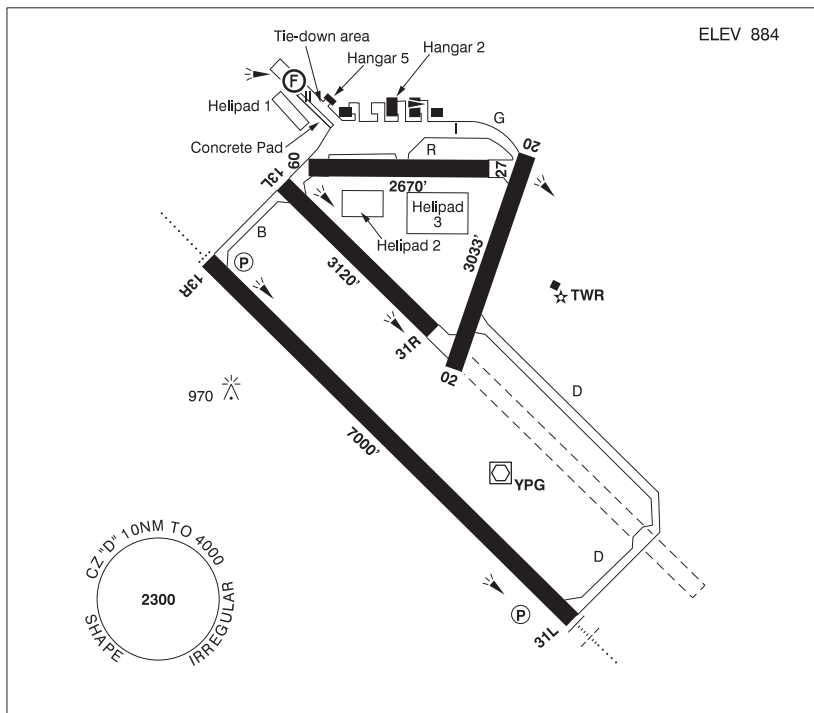 ELEV 884
Tie-down area
Hangar 5
Hangar 2
F
Helipad 1
II
I
G
Concrete Pad
R
20
09
27
13L
2670'
Helipad
3
Helipad 2
B
3033'
P
3120'
13R
TWR
31R
02
D
970
7000'
YPG
D
CZ "D" 10NM TO 4000
2300
IRREGULAR
SHAPE
P
31L